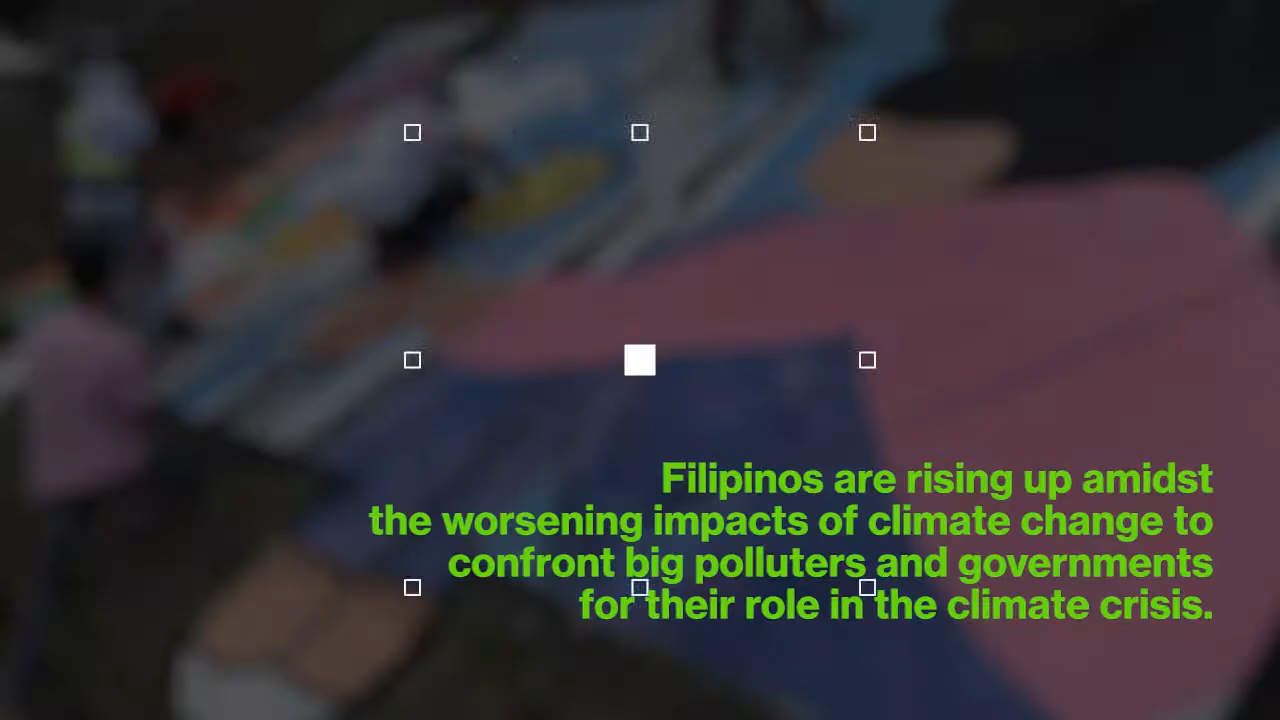 Filipinos are rising up amidst
the worsening impacts of climate change to
confront big polluters and governments
for their role in the climate crisis.